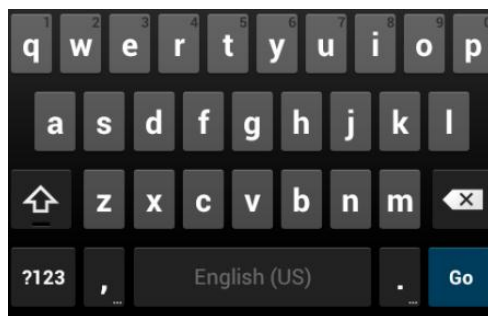 1 2 3 4 5 6 7 8 9 0
q w e r t y u i o p
a s d f g h j k l
z x c v b n m
?123 , ... English (US) . ... Go